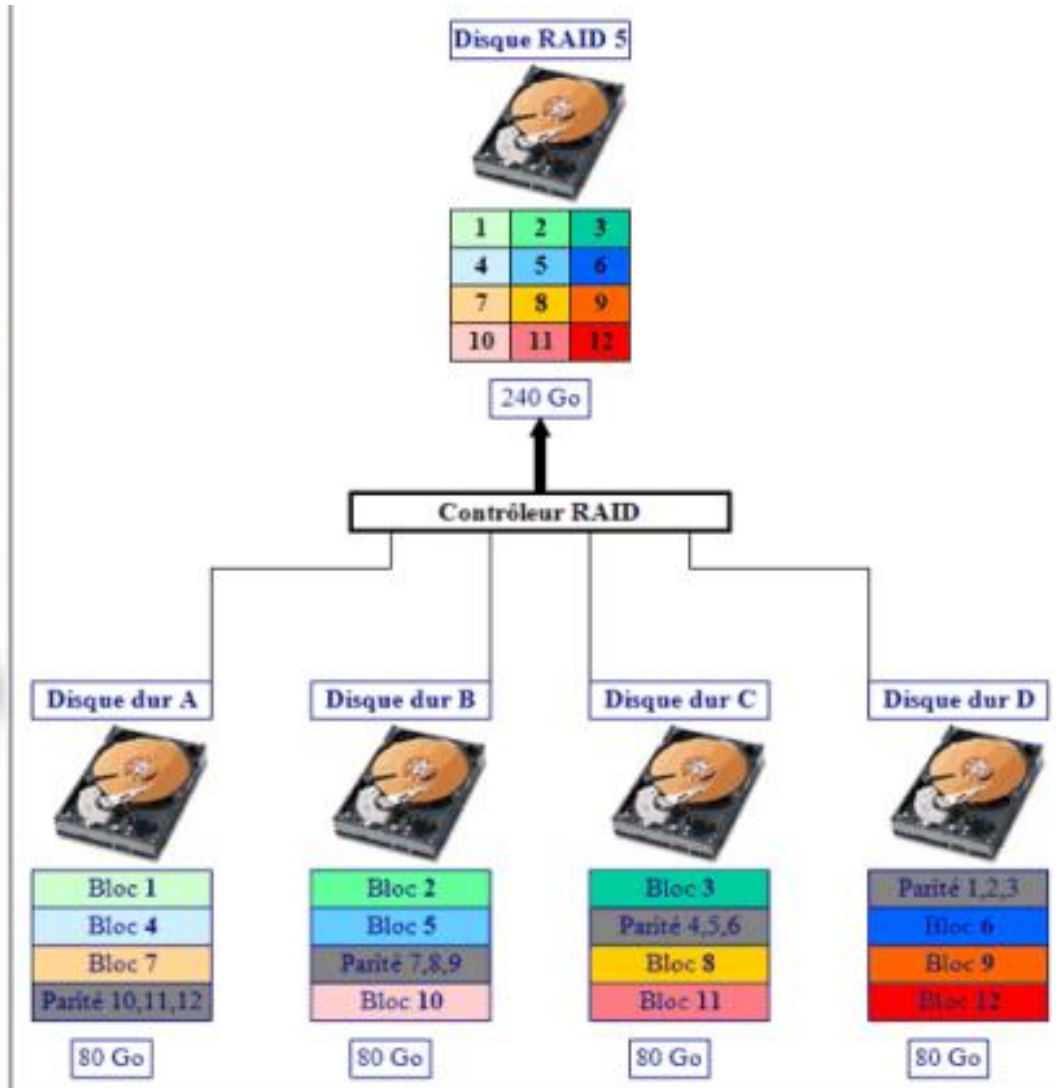 Disque RAID 5
1 2 3
4 5 6
7 8 9
10 11 12
240 Go
Contrôleur RAID
Disque dur A
Disque dur B
Disque dur C
Disque dur D
Bloc 1
Bloc 4
Bloc 7
Parité 10,11,12
80 Go
Bloc 2
Bloc 5
Parité 7,8,9
Bloc 10
80 Go
Bloc 3
Parité 4,5,6
Bloc 8
Bloc 11
80 Go
Parité 1,2,3
Bloc 6
Bloc 9
Bloc 12
80 Go